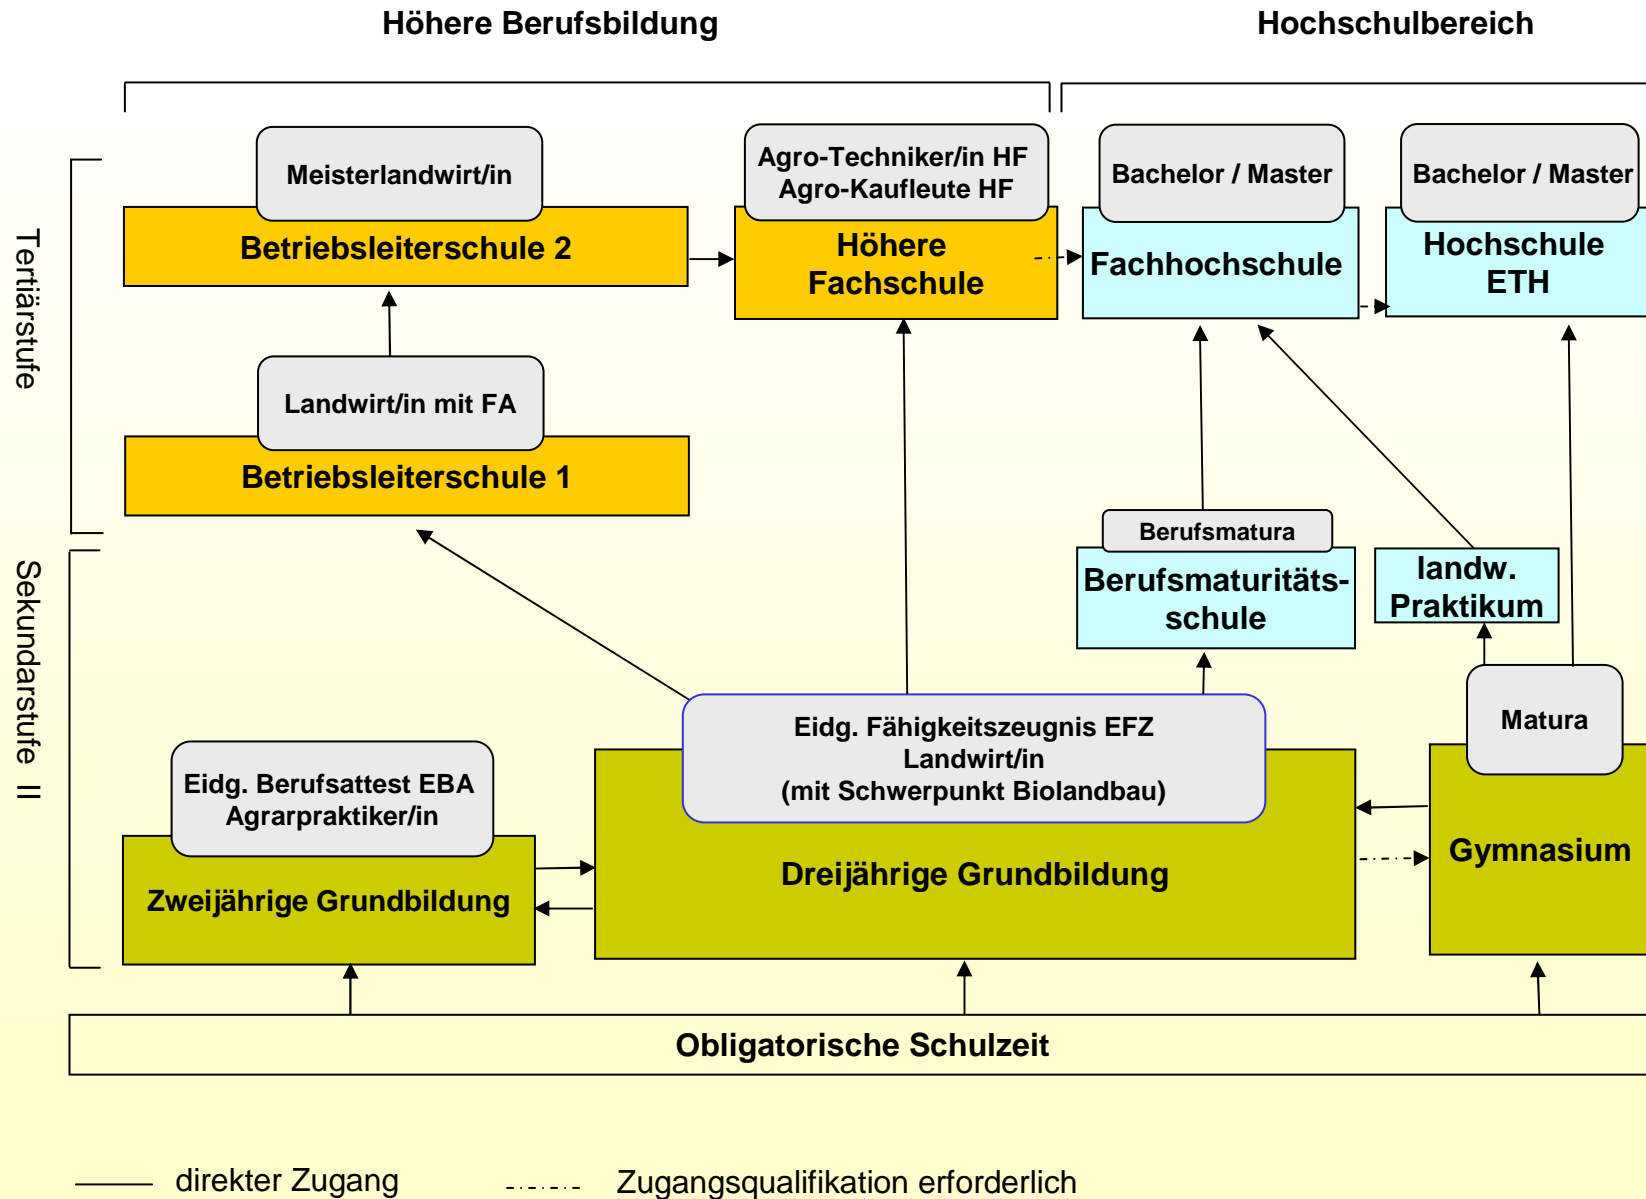 Höhere Berufsbildung
Hochschulbereich
Meisterlandwirt/in
Betriebsleiterschule 2
Agro-Techniker/in HF
Agro-Kaufleute HF
Höhere
Fachschule
Bachelor / Master
Fachhochschule
Bachelor / Master
Hochschule
ETH
Tertiärstufe
Landwirt/in mit FA
Betriebsleiterschule 1
Berufsmatura
Berufsmaturitäts-
schule
landw.
Praktikum
Sekundarstufe II
Eidg. Berufsattest EBA
Agrarpraktiker/in
Zweijährige Grundbildung
Eidg. Fähigkeitszeugnis EFZ
Landwirt/in
(mit Schwerpunkt Biolandbau)
Dreijährige Grundbildung
Matura
Gymnasium
Obligatorische Schulzeit
direkter Zugang
Zugangsqualifikation erforderlich